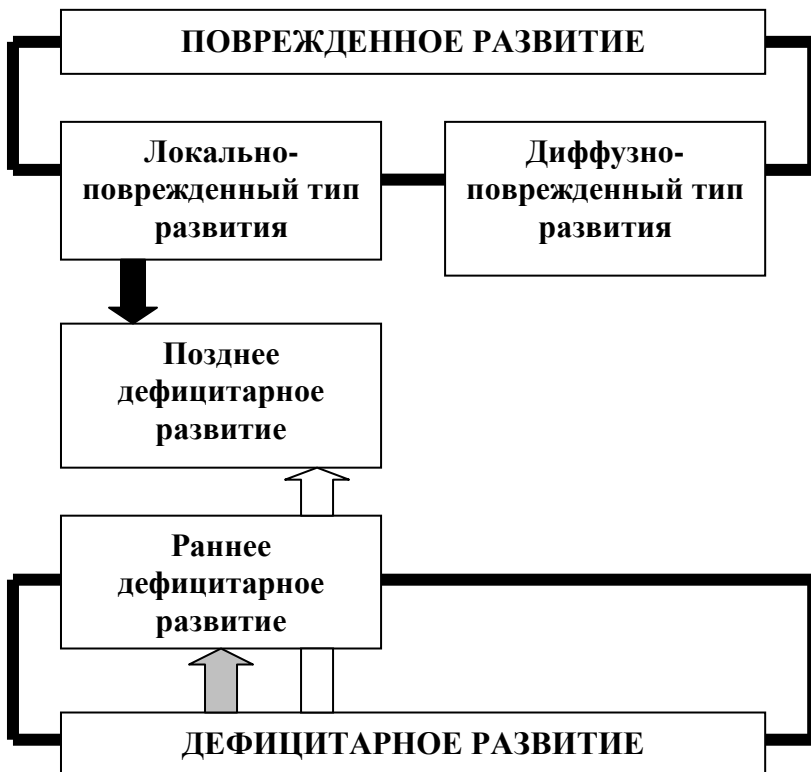 ПОВРЕЖДЕННОЕ РАЗВИТИЕ
Локально-
поврежденный тип
развития
Диффузно-
поврежденный тип
развития
Позднее
дефицитарное
развитие
Раннее
дефицитарное
развитие
ДЕФИЦИТАРНОЕ РАЗВИТИЕ